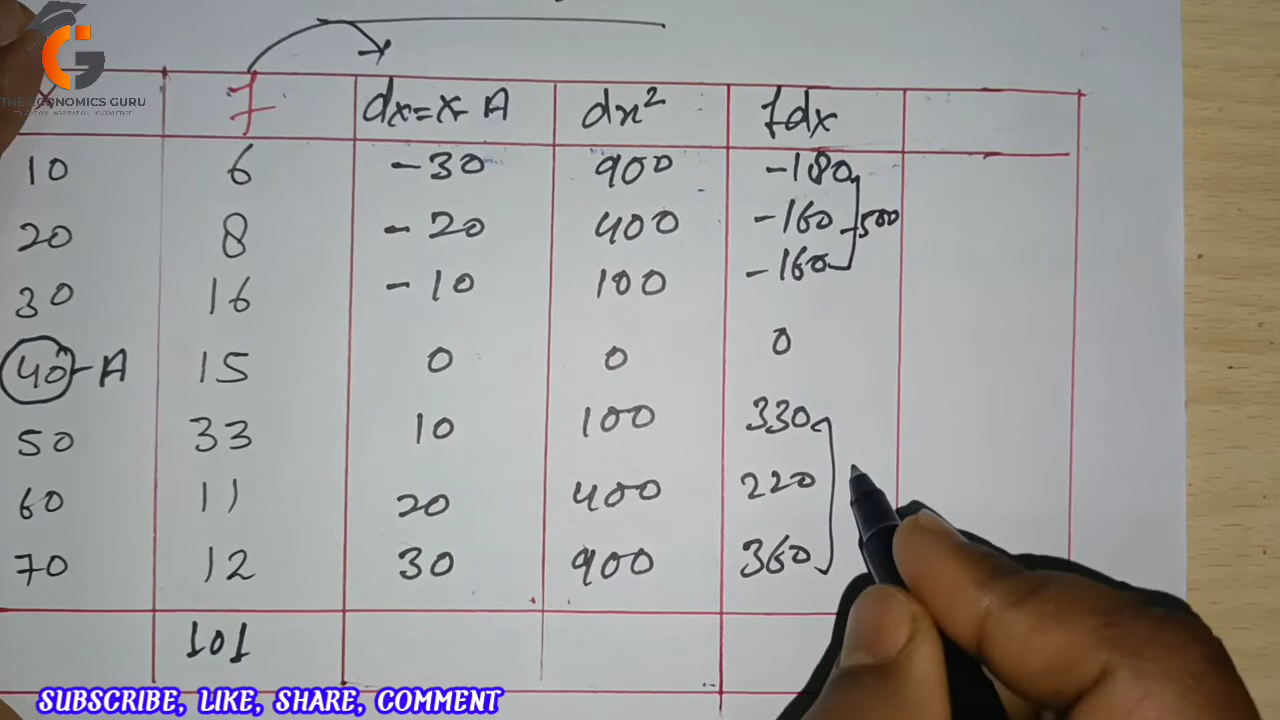 THE ECONOMICS GURU
x f dx=x-A dx² fdx
10 6 -30 900 -180
20 8 -20 400 -160 -500
30 16 -10 100 -160
40-A 15 0 0 0
50 33 10 100 330
60 11 20 400 220
70 12 30 900 360
101
SUBSCRIBE, LIKE, SHARE, COMMENT